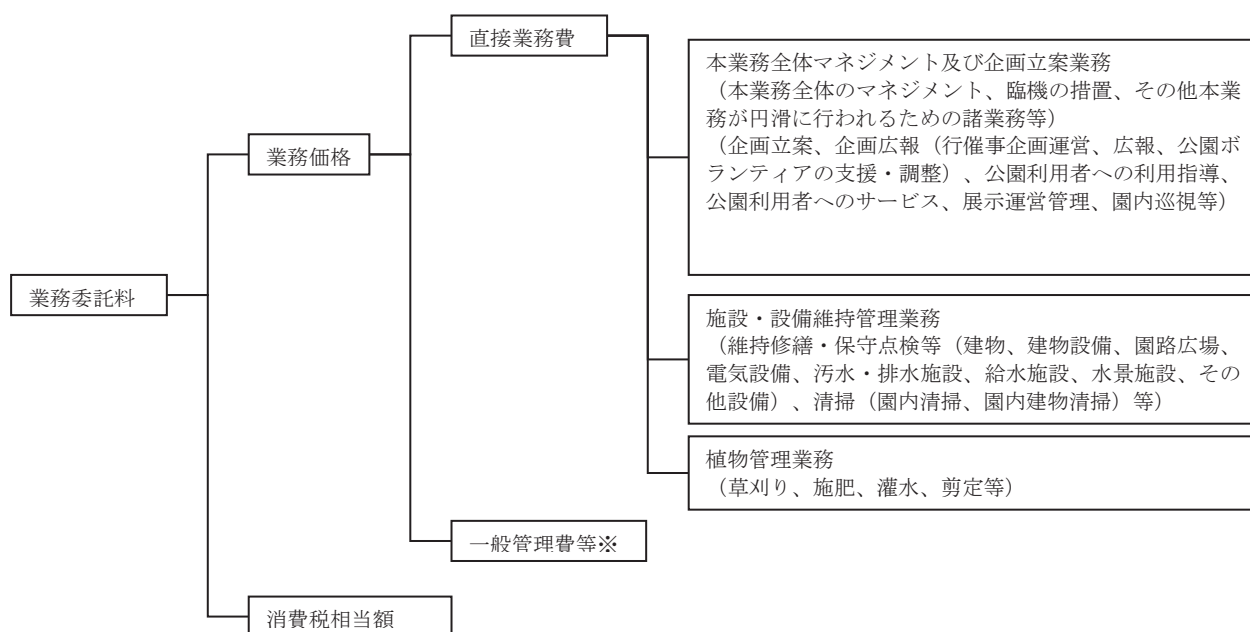 直接業務費
本業務全体マネジメント及び企画立案業務
（本業務全体のマネジメント、臨機の措置、その他本業
務が円滑に行われるための諸業務等）
（企画立案、企画広報（行催事企画運営、広報、公園ボ
ランティアの支援・調整）、公園利用者への利用指導、
公園利用者へのサービス、展示運営管理、園内巡視等）
業務価格
業務委託料
施設・設備維持管理業務
（維持修繕・保守点検等（建物、建物設備、園路広場、
電気設備、汚水・排水施設、給水施設、水景施設、その
他設備）、清掃（園内清掃、園内建物清掃）等）
植物管理業務
（草刈り、施肥、灌水、剪定等）
一般管理費等※
消費税相当額